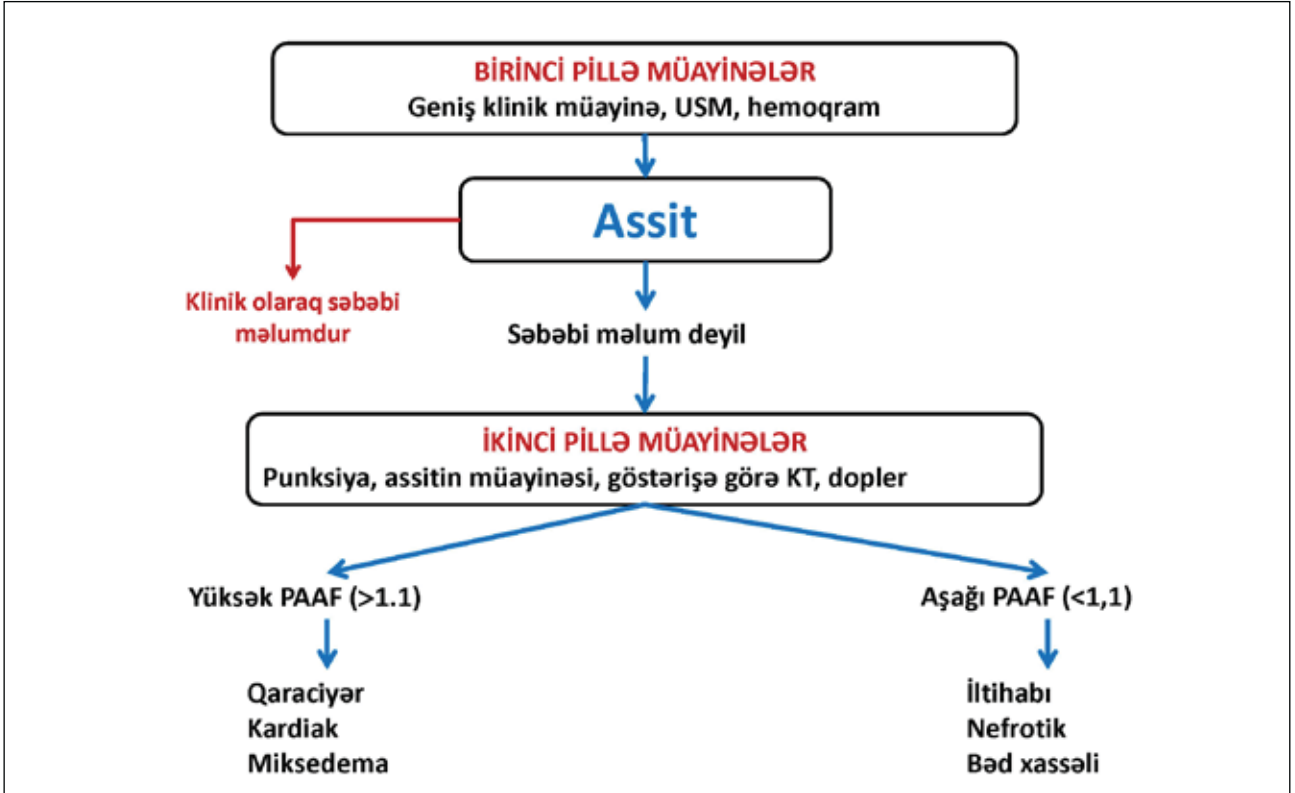 BİRİNCİ PİLLƏ MÜAYİNƏLƏR
Geniş klinik müayinə, USM, hemoqram
Assit
Klinik olaraq səbəbi
məlumdur
Səbəbi məlum deyil
İKİNCİ PİLLƏ MÜAYİNƏLƏR
Punksiya, assitin müayinəsi, göstərişə görə KT, dopler
Yüksək PAAF (>1.1)
Aşağı PAAF (<1,1)
Qaraciyər
Kardiak
Miksedema
İltihabı
Nefrotik
Bəd xassəli